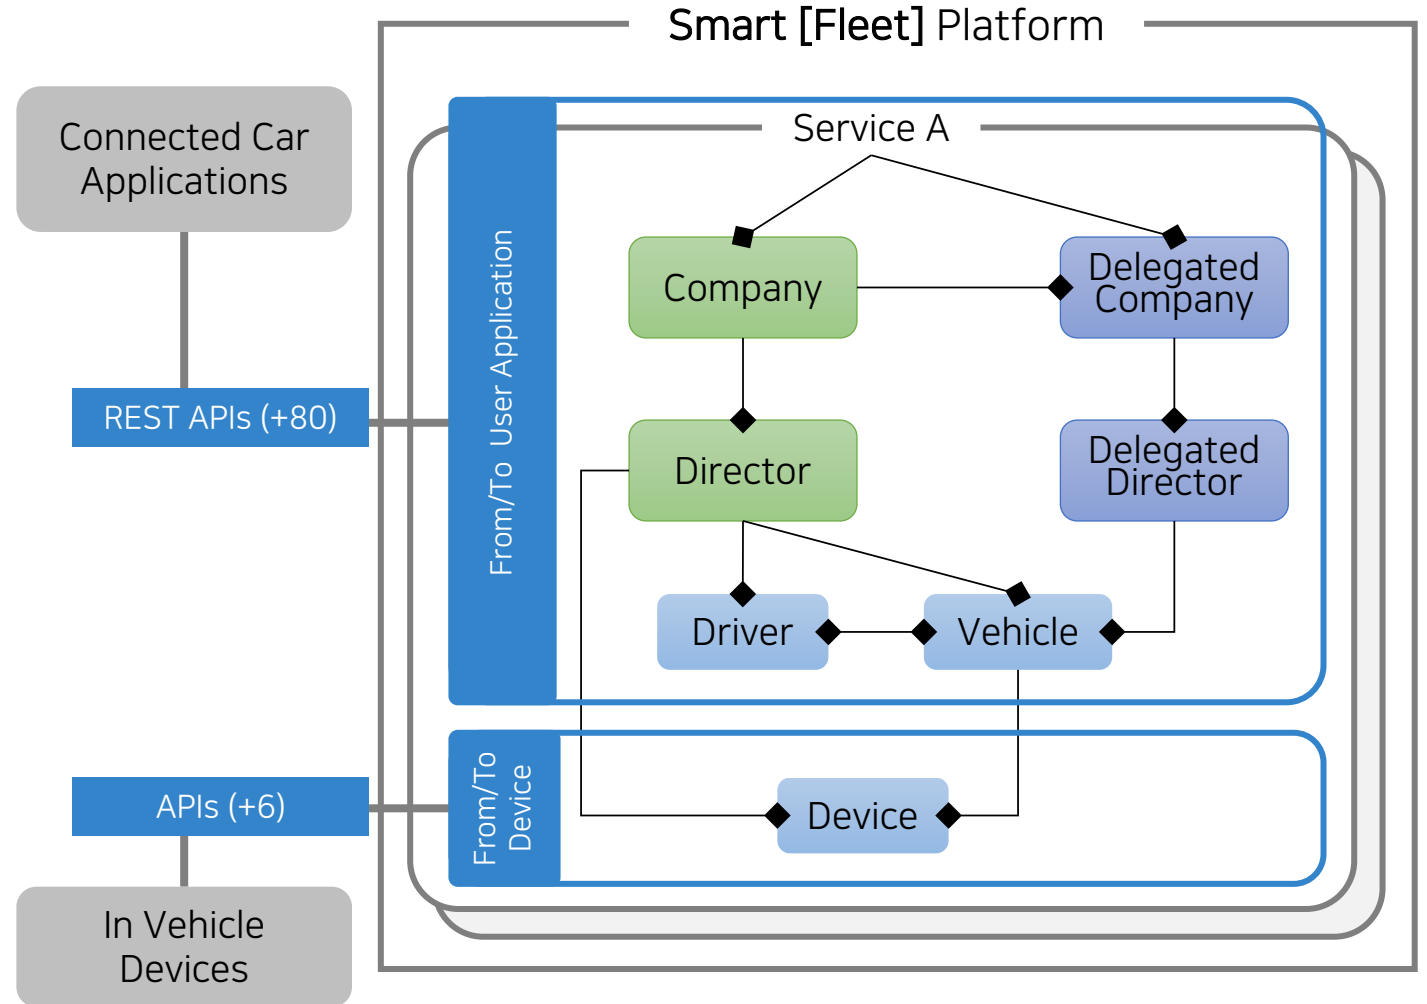 Smart [Fleet] Platform
Connected Car
Applications
Service A
From/To User Application
Company
Delegated
Company
REST APIs (+80)
Director
Delegated
Director
Driver
Vehicle
APIs (+6)
From/To
Device
Device
In Vehicle
Devices